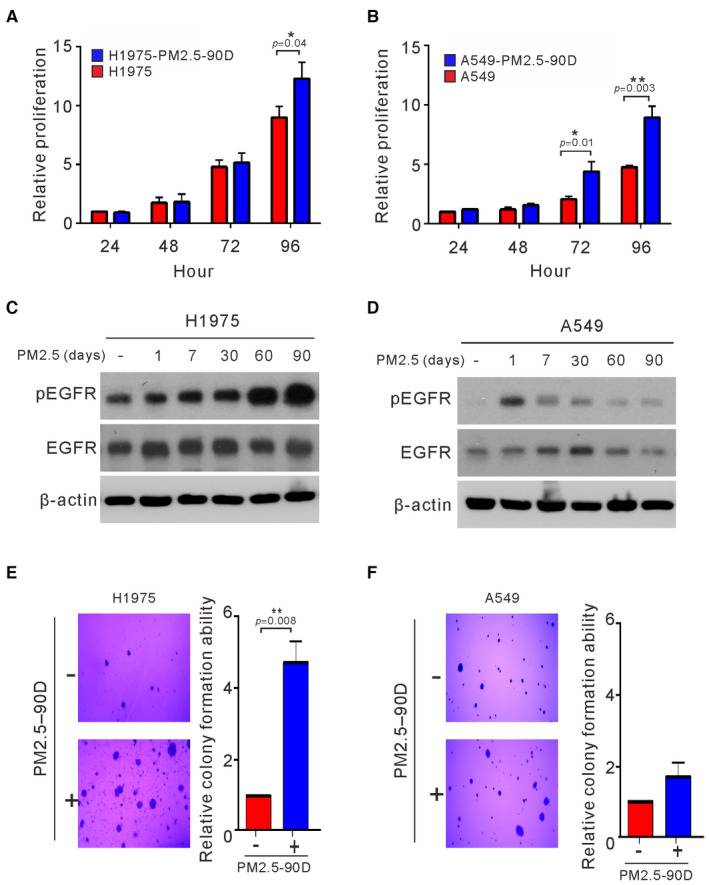 A
H1975-PM2.5-90D
H1975
*
p=0.04
Relative proliferation
15
10
5
0
24 48 72 96
Hour
B
A549-PM2.5-90D
A549
*
p=0.01
**
p=0.003
Relative proliferation
15
10
5
0
24 48 72 96
Hour
C
H1975
PM2.5 (days) - 1 7 30 60 90
pEGFR
EGFR
β-actin
D
A549
PM2.5 (days) - 1 7 30 60 90
pEGFR
EGFR
β-actin
E
H1975
PM2.5–90D
-
+
Relative colony formation ability
6
4
2
0
**
p=0.008
- +
PM2.5-90D
F
A549
PM2.5–90D
-
+
Relative colony formation ability
6
4
2
0
- +
PM2.5-90D